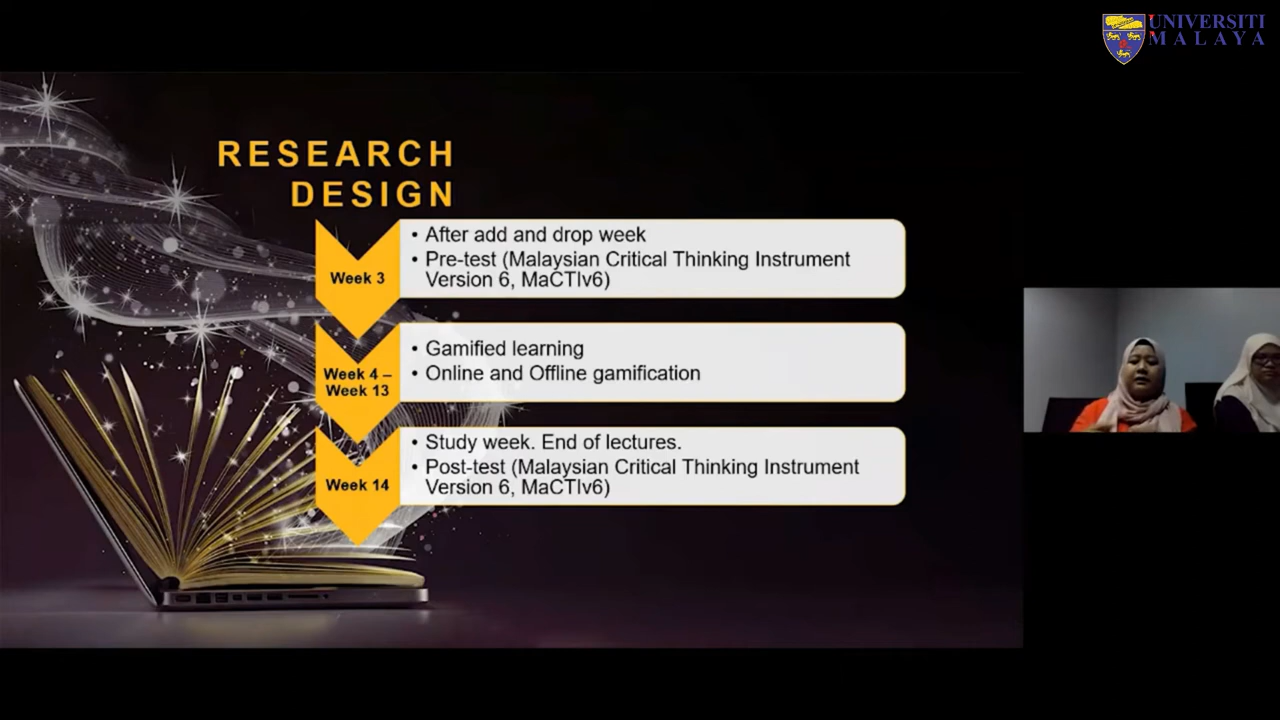 UNIVERSITI
MALAYA
RESEARCH
DESIGN
Week 3
• After add and drop week
• Pre-test (Malaysian Critical Thinking Instrument
Version 6, MaCTIv6)
Week 4 –
Week 13
• Gamified learning
• Online and Offline gamification
Week 14
• Study week. End of lectures.
• Post-test (Malaysian Critical Thinking Instrument
Version 6, MaCTIv6)